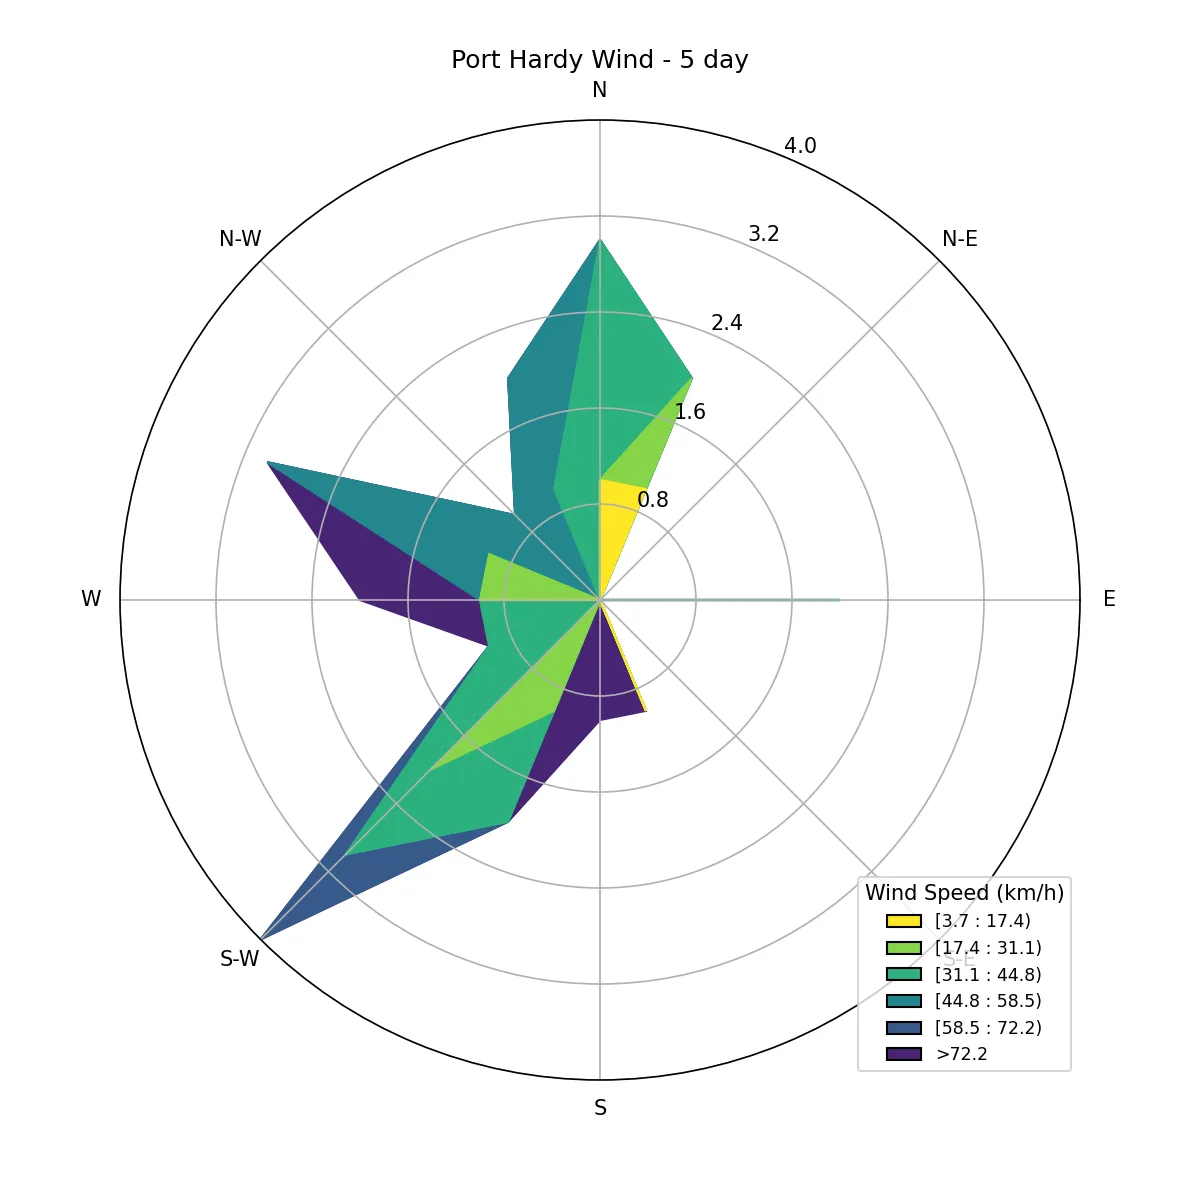 Port Hardy Wind - 5 day
N
4.0
N-W
3.2
N-E
2.4
1.6
0.8
W
E
S-W
S-E
S
Wind Speed (km/h)
[3.7 : 17.4)
[17.4 : 31.1)
[31.1 : 44.8)
[44.8 : 58.5)
[58.5 : 72.2)
>72.2